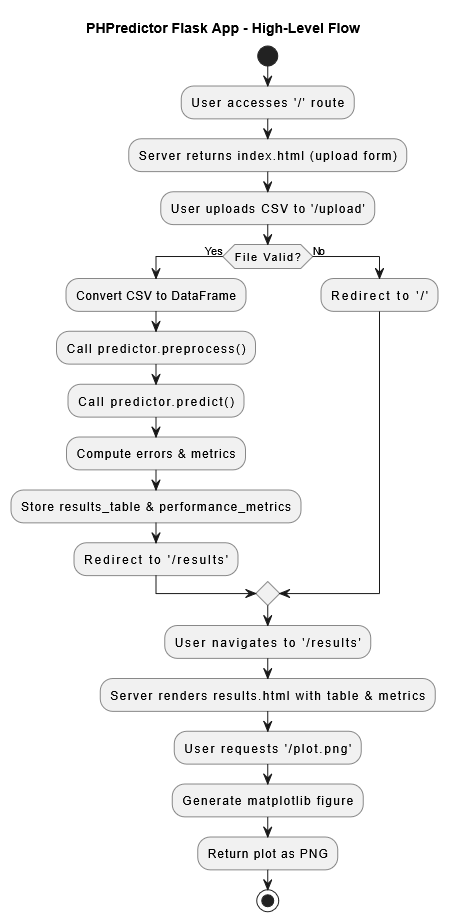 PHPredictor Flask App - High-Level Flow
User accesses '/' route
Server returns index.html (upload form)
User uploads CSV to '/upload'
Yes
File Valid?
No
Convert CSV to DataFrame
Redirect to '/'
Call predictor.preprocess()
Call predictor.predict()
Compute errors & metrics
Store results_table & performance_metrics
Redirect to '/results'
User navigates to '/results'
Server renders results.html with table & metrics
User requests '/plot.png'
Generate matplotlib figure
Return plot as PNG